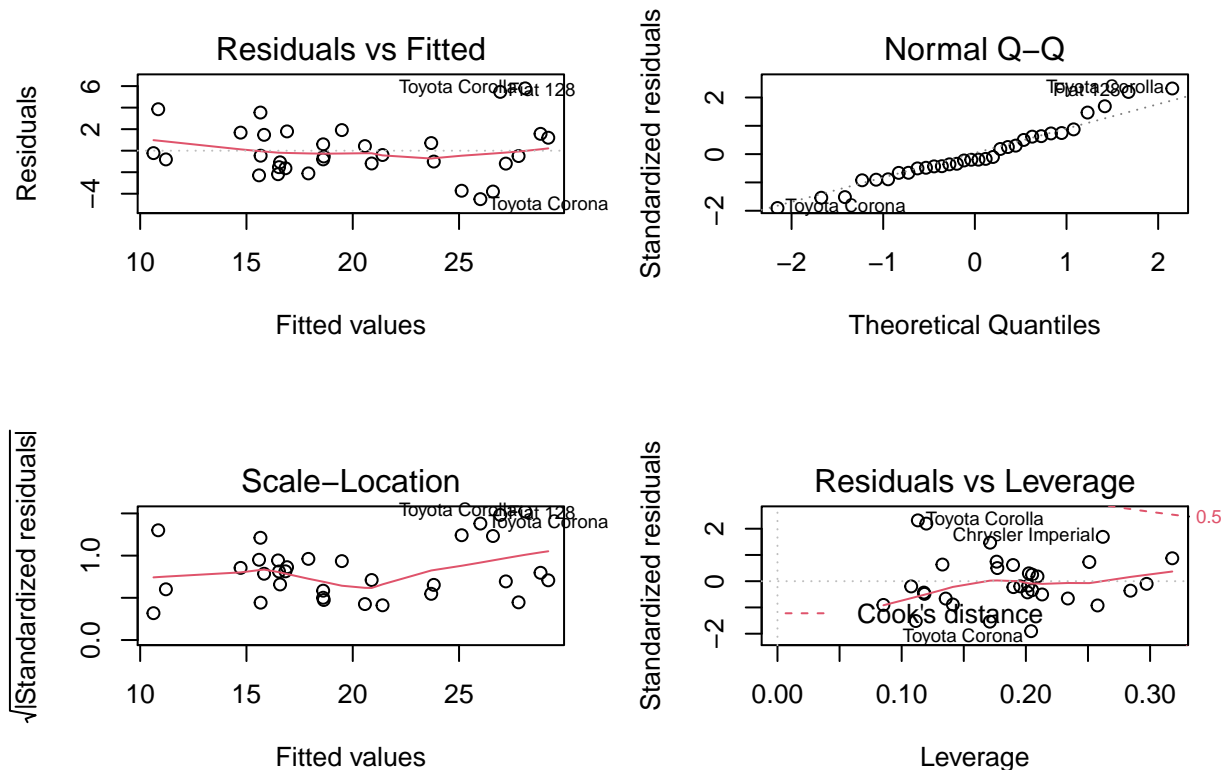 Residuals vs Fitted
Residuals
6
2
−4
Toyota Corolla
Fiat 128
Toyota Corona
10
15
20
25
Fitted values
Normal Q−Q
Standardized residuals
2
0
−2
Toyota Corolla
Fiat 128
Toyota Corona
−2
−1
0
1
2
Theoretical Quantiles
Scale−Location
√|Standardized residuals|
1.0
0.0
Toyota Corolla
Fiat 128
Toyota Corona
10
15
20
25
Fitted values
Residuals vs Leverage
Standardized residuals
2
0
−2
Toyota Corolla
Chrysler Imperial
Cook's distance
Toyota Corona
0.5
0.00
0.10
0.20
0.30
Leverage